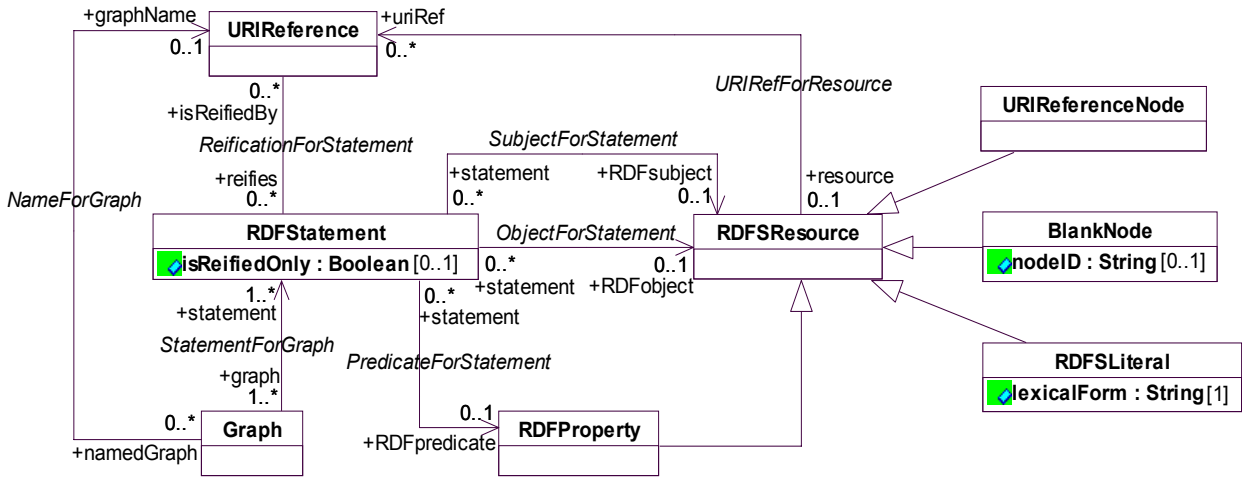 +graphName
URIReference
+uriRef
0..1
0..*
URIRefForResource
URIReferenceNode
0..*
+isReifiedBy
ReificationForStatement
SubjectForStatement
+statement
+RDFsubject
+resource
+reifies
0..*
0..*
0..1
0..1
NameForGraph
RDFStatement
isReifiedOnly : Boolean [0..1]
ObjectForStatement
RDFSResource
BlankNode
nodeID : String [0..1]
0..*
0..1
+statement
+RDFobject
1..*
0..*
+statement
+statement
StatementForGraph
PredicateForStatement
RDFSLiteral
lexicalForm : String [1]
+graph
1..*
0..*
0..1
Graph
RDFProperty
+namedGraph
+RDFpredicate